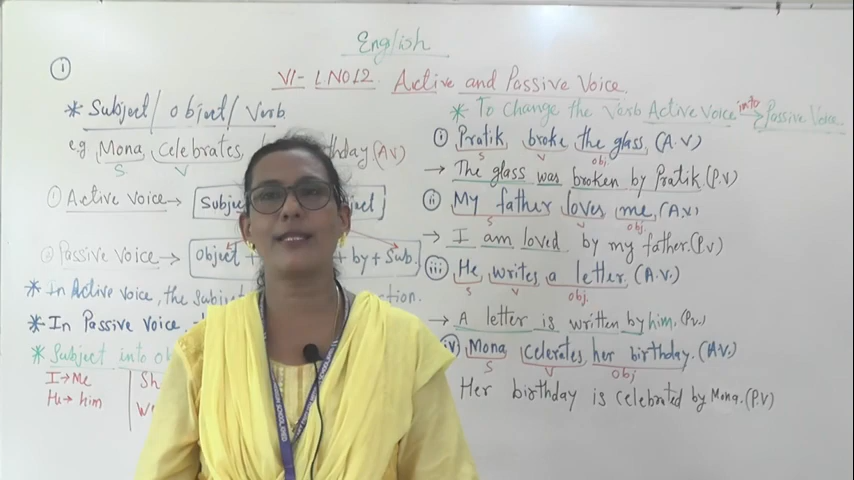 English
①
VI- LNO12. Active and Passive Voice.
* Subject/ object/ Verb
e.g Mona celebrates, thday (AV)
S V
① Active voice → Subje ject
② Passive voice → Object + + by + Sub.
* In Active voice, the subje ction.
* In Passive voice
* Subject into ob
I → Me
He → him
Sh
We
* To change the Verb Active voice into → Passive Voice
① Pratik broke the glass, (A.V)
S V obj.
→ The glass was broken by Pratik.(P.V)
ii) My father loves me, (A.V)
S V obj.
→ I am loved by my father.(P.V)
iii) He, writes, a letter. (A.V.)
S V obj.
→ A letter is written by him. (P.V.)
iv) Mona celerates, her birthday. (A.V.)
S V obj
Her birthday is celebrated by Mona. (P.V)